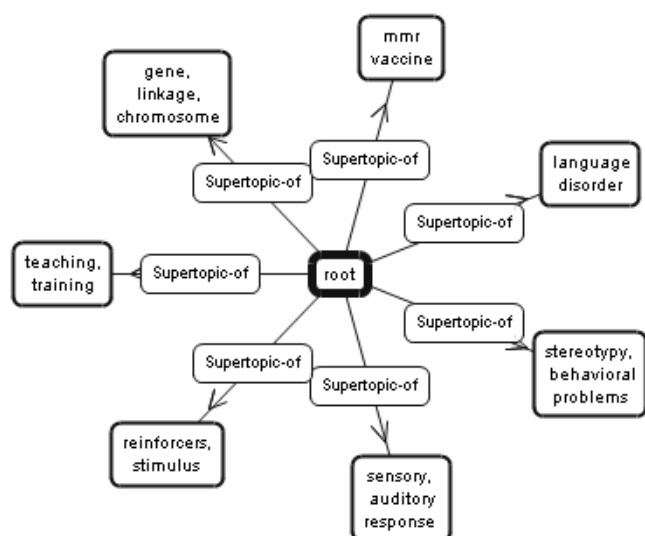 mmr
vaccine
gene,
linkage,
chromosome
Supertopic-of
Supertopic-of
language
disorder
Supertopic-of
teaching,
training
Supertopic-of
root
Supertopic-of
stereotypy,
behavioral
problems
Supertopic-of
Supertopic-of
reinforcers,
stimulus
sensory,
auditory
response